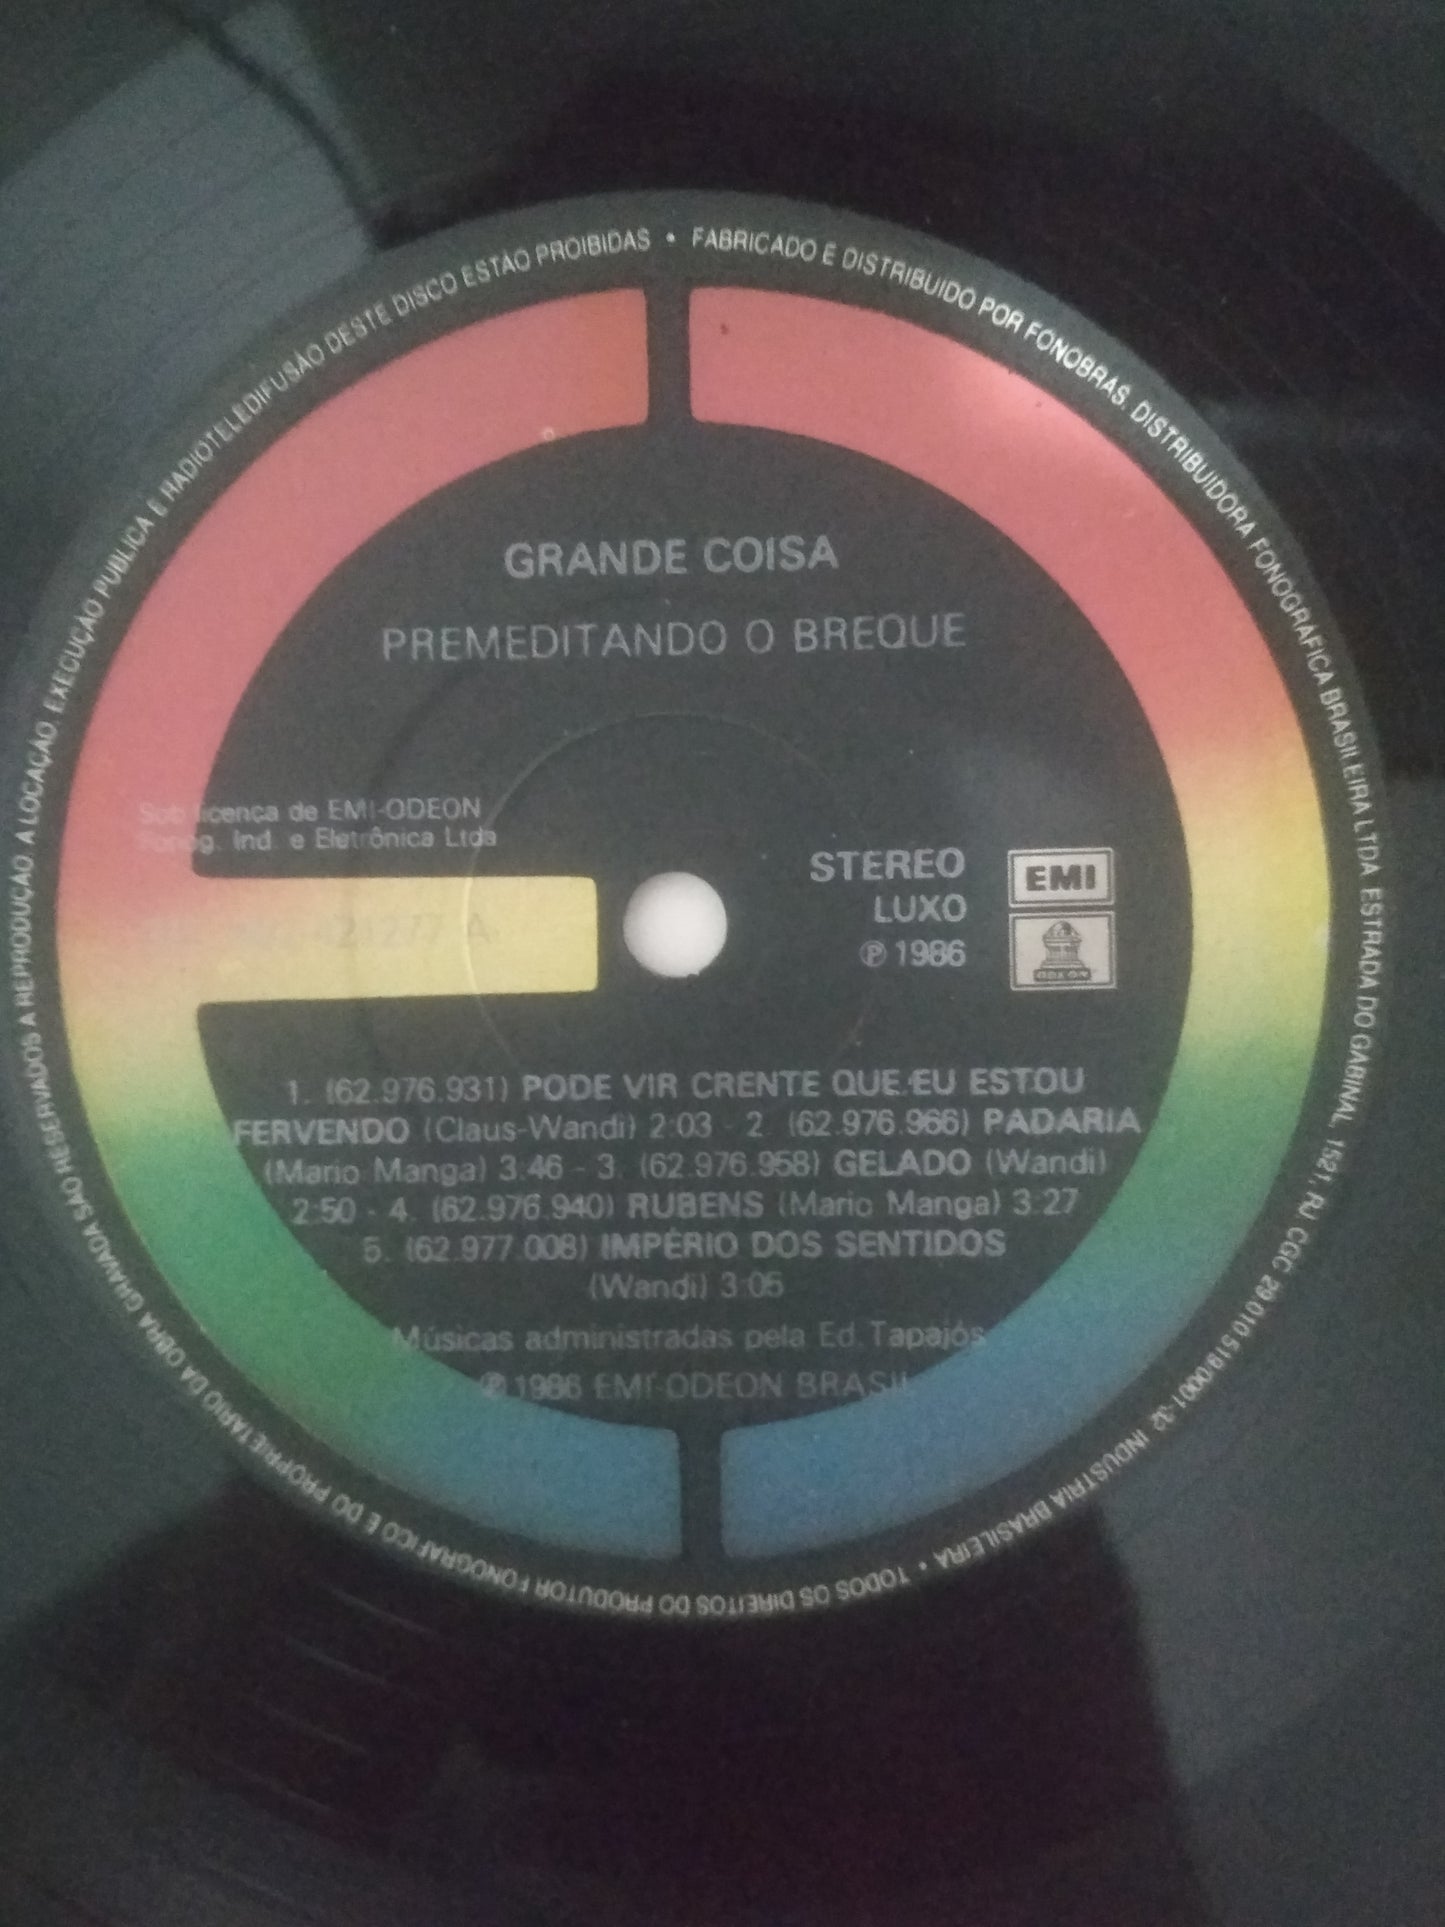 GRANDE COISA
PREMEDITANDO O BREQUE
Sob licença de EMI-ODEON
Fonog. Ind. e Eletrônica Ltda
STEREO
LUXO
℗ 1986
EMI
ODEON
1. (62.976.931) PODE VIR CRENTE QUE EU ESTOU
FERVENDO (Claus-Wandi) 2:03 - 2. (62.976.966) PADARIA
(Mario Manga) 3:46 - 3. (62.976.958) GELADO (Wandi)
2:50 - 4. (62.976.940) RUBENS (Mario Manga) 3:27
5. (62.977.008) IMPÉRIO DOS SENTIDOS
(Wandi) 3:05
Músicas administradas pela Ed. Tapajós
℗ 1986 EMI-ODEON BRASIL
FABRICADO E DISTRIBUIDO POR FONOBRAS. DISTRIBUIDORA FONOGRÁFICA BRASILEIRA LTDA. ESTRADA DO GABINAL, 1521, RJ CGC 29.010.519/0001-32 INDUSTRIA BRASILEIRA • TODOS OS DIREITOS DO PRODUTOR FONOGRAFICO E DO PROPRIETARIO DA OBRA GRAVADA SÃO RESERVADOS A REPRODUÇÃO, A LOCAÇÃO, EXECUÇÃO PUBLICA E RADIOTELEDIFUSÃO DESTE DISCO ESTÃO PROIBIDAS •